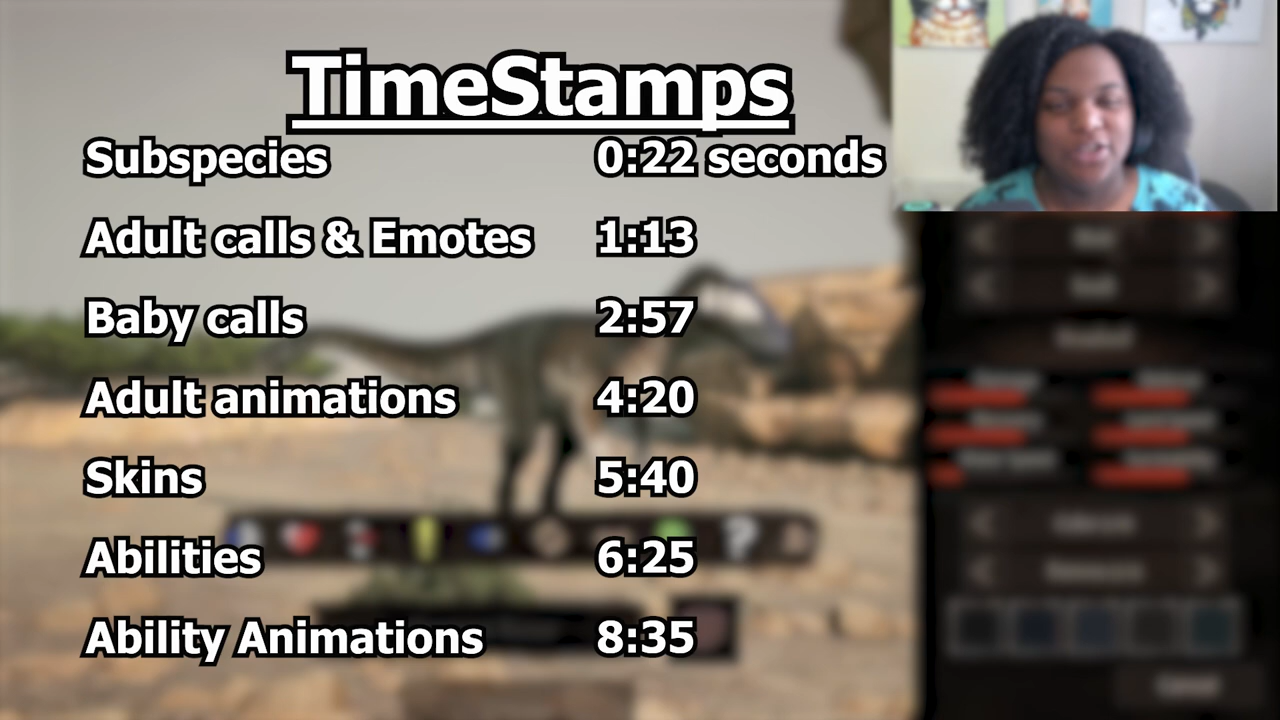 TimeStamps
Subspecies 0:22 seconds
Adult calls & Emotes 1:13
Baby calls 2:57
Adult animations 4:20
Skins 5:40
Abilities 6:25
Ability Animations 8:35